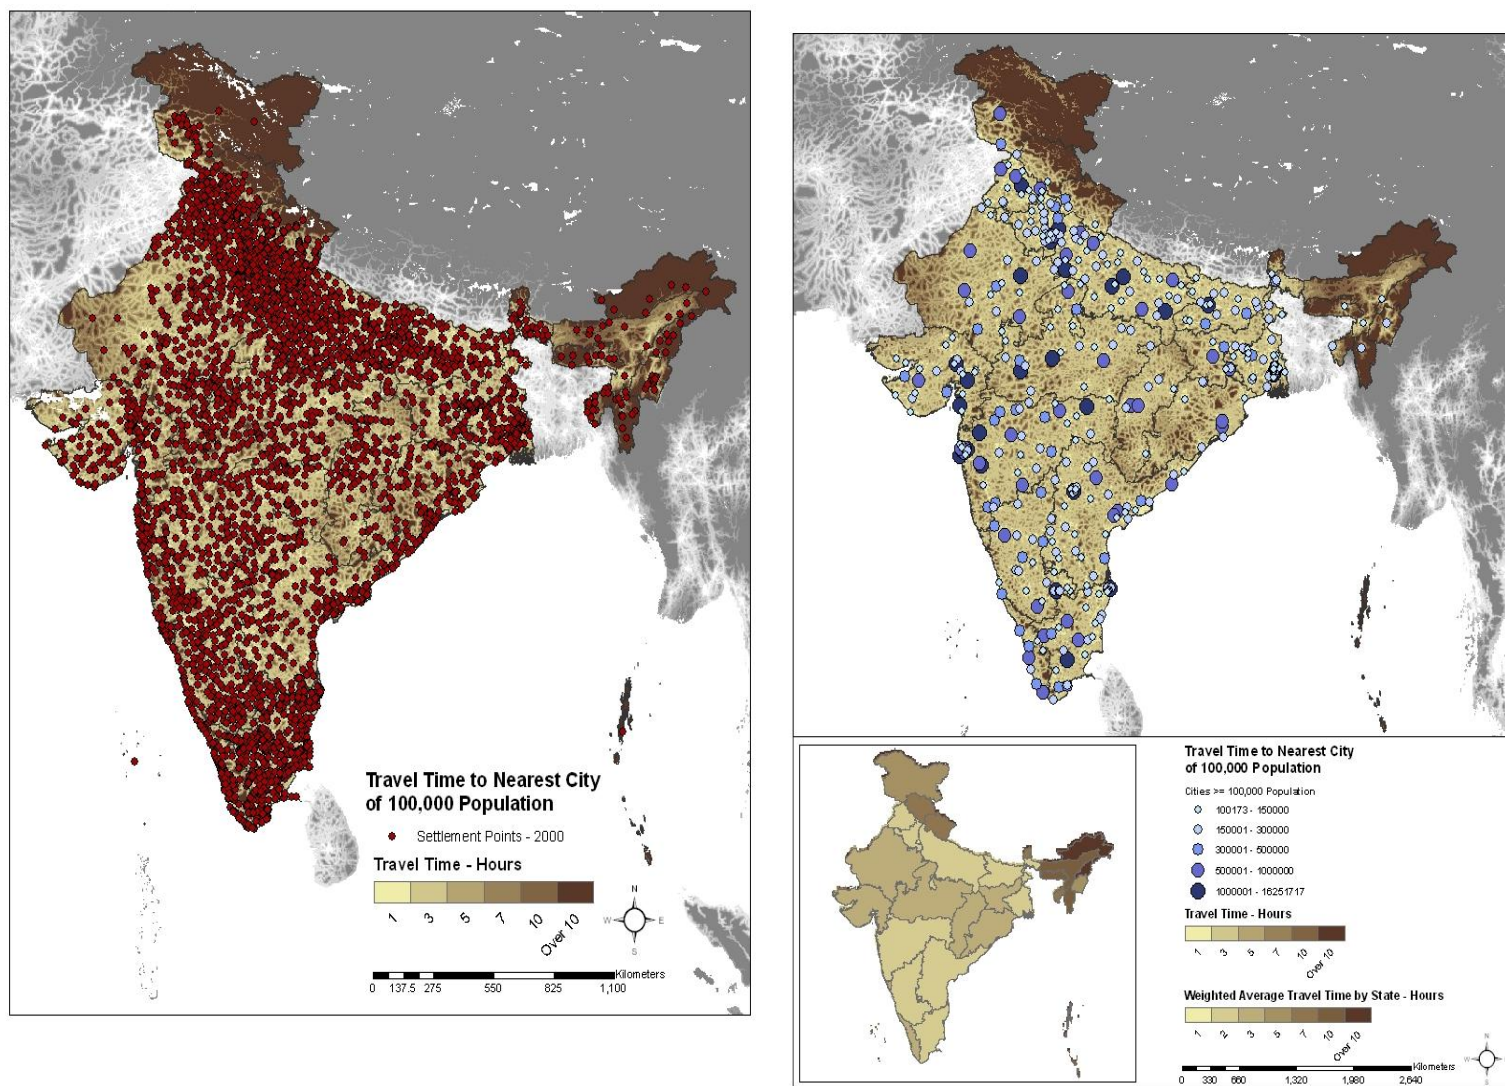 Travel Time to Nearest City
of 100,000 Population
Settlement Points - 2000
Travel Time - Hours
1 3 5 7 10 Over 10
N
W E
S
Kilometers
0 137.5 275 550 825 1,100
Travel Time to Nearest City
of 100,000 Population
Cities >= 100,000 Population
100173 - 150000
150001 - 300000
300001 - 500000
500001 - 1000000
1000001 - 16251717
Travel Time - Hours
1 3 5 7 10 Over 10
Weighted Average Travel Time by State - Hours
1 2 3 5 7 10 Over 10
N
Kilometers
0 330 660 1,320 1,980 2,640